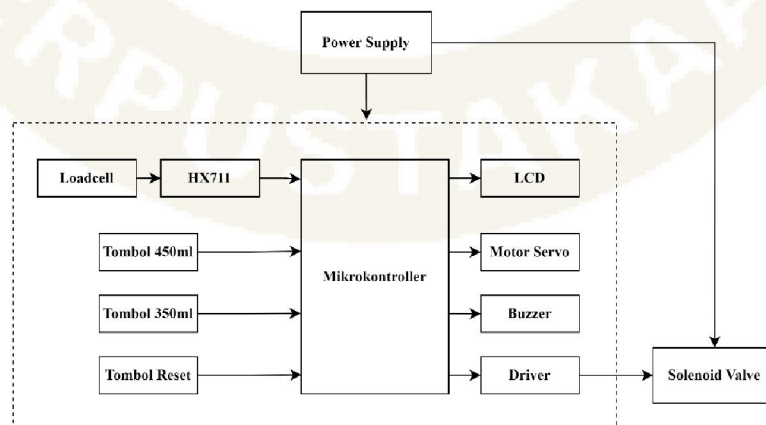 Power Supply
Loadcell
HX711
LCD
Tombol 450ml
Motor Servo
Mikrokontroller
Tombol 350ml
Buzzer
Tombol Reset
Driver
Solenoid Valve